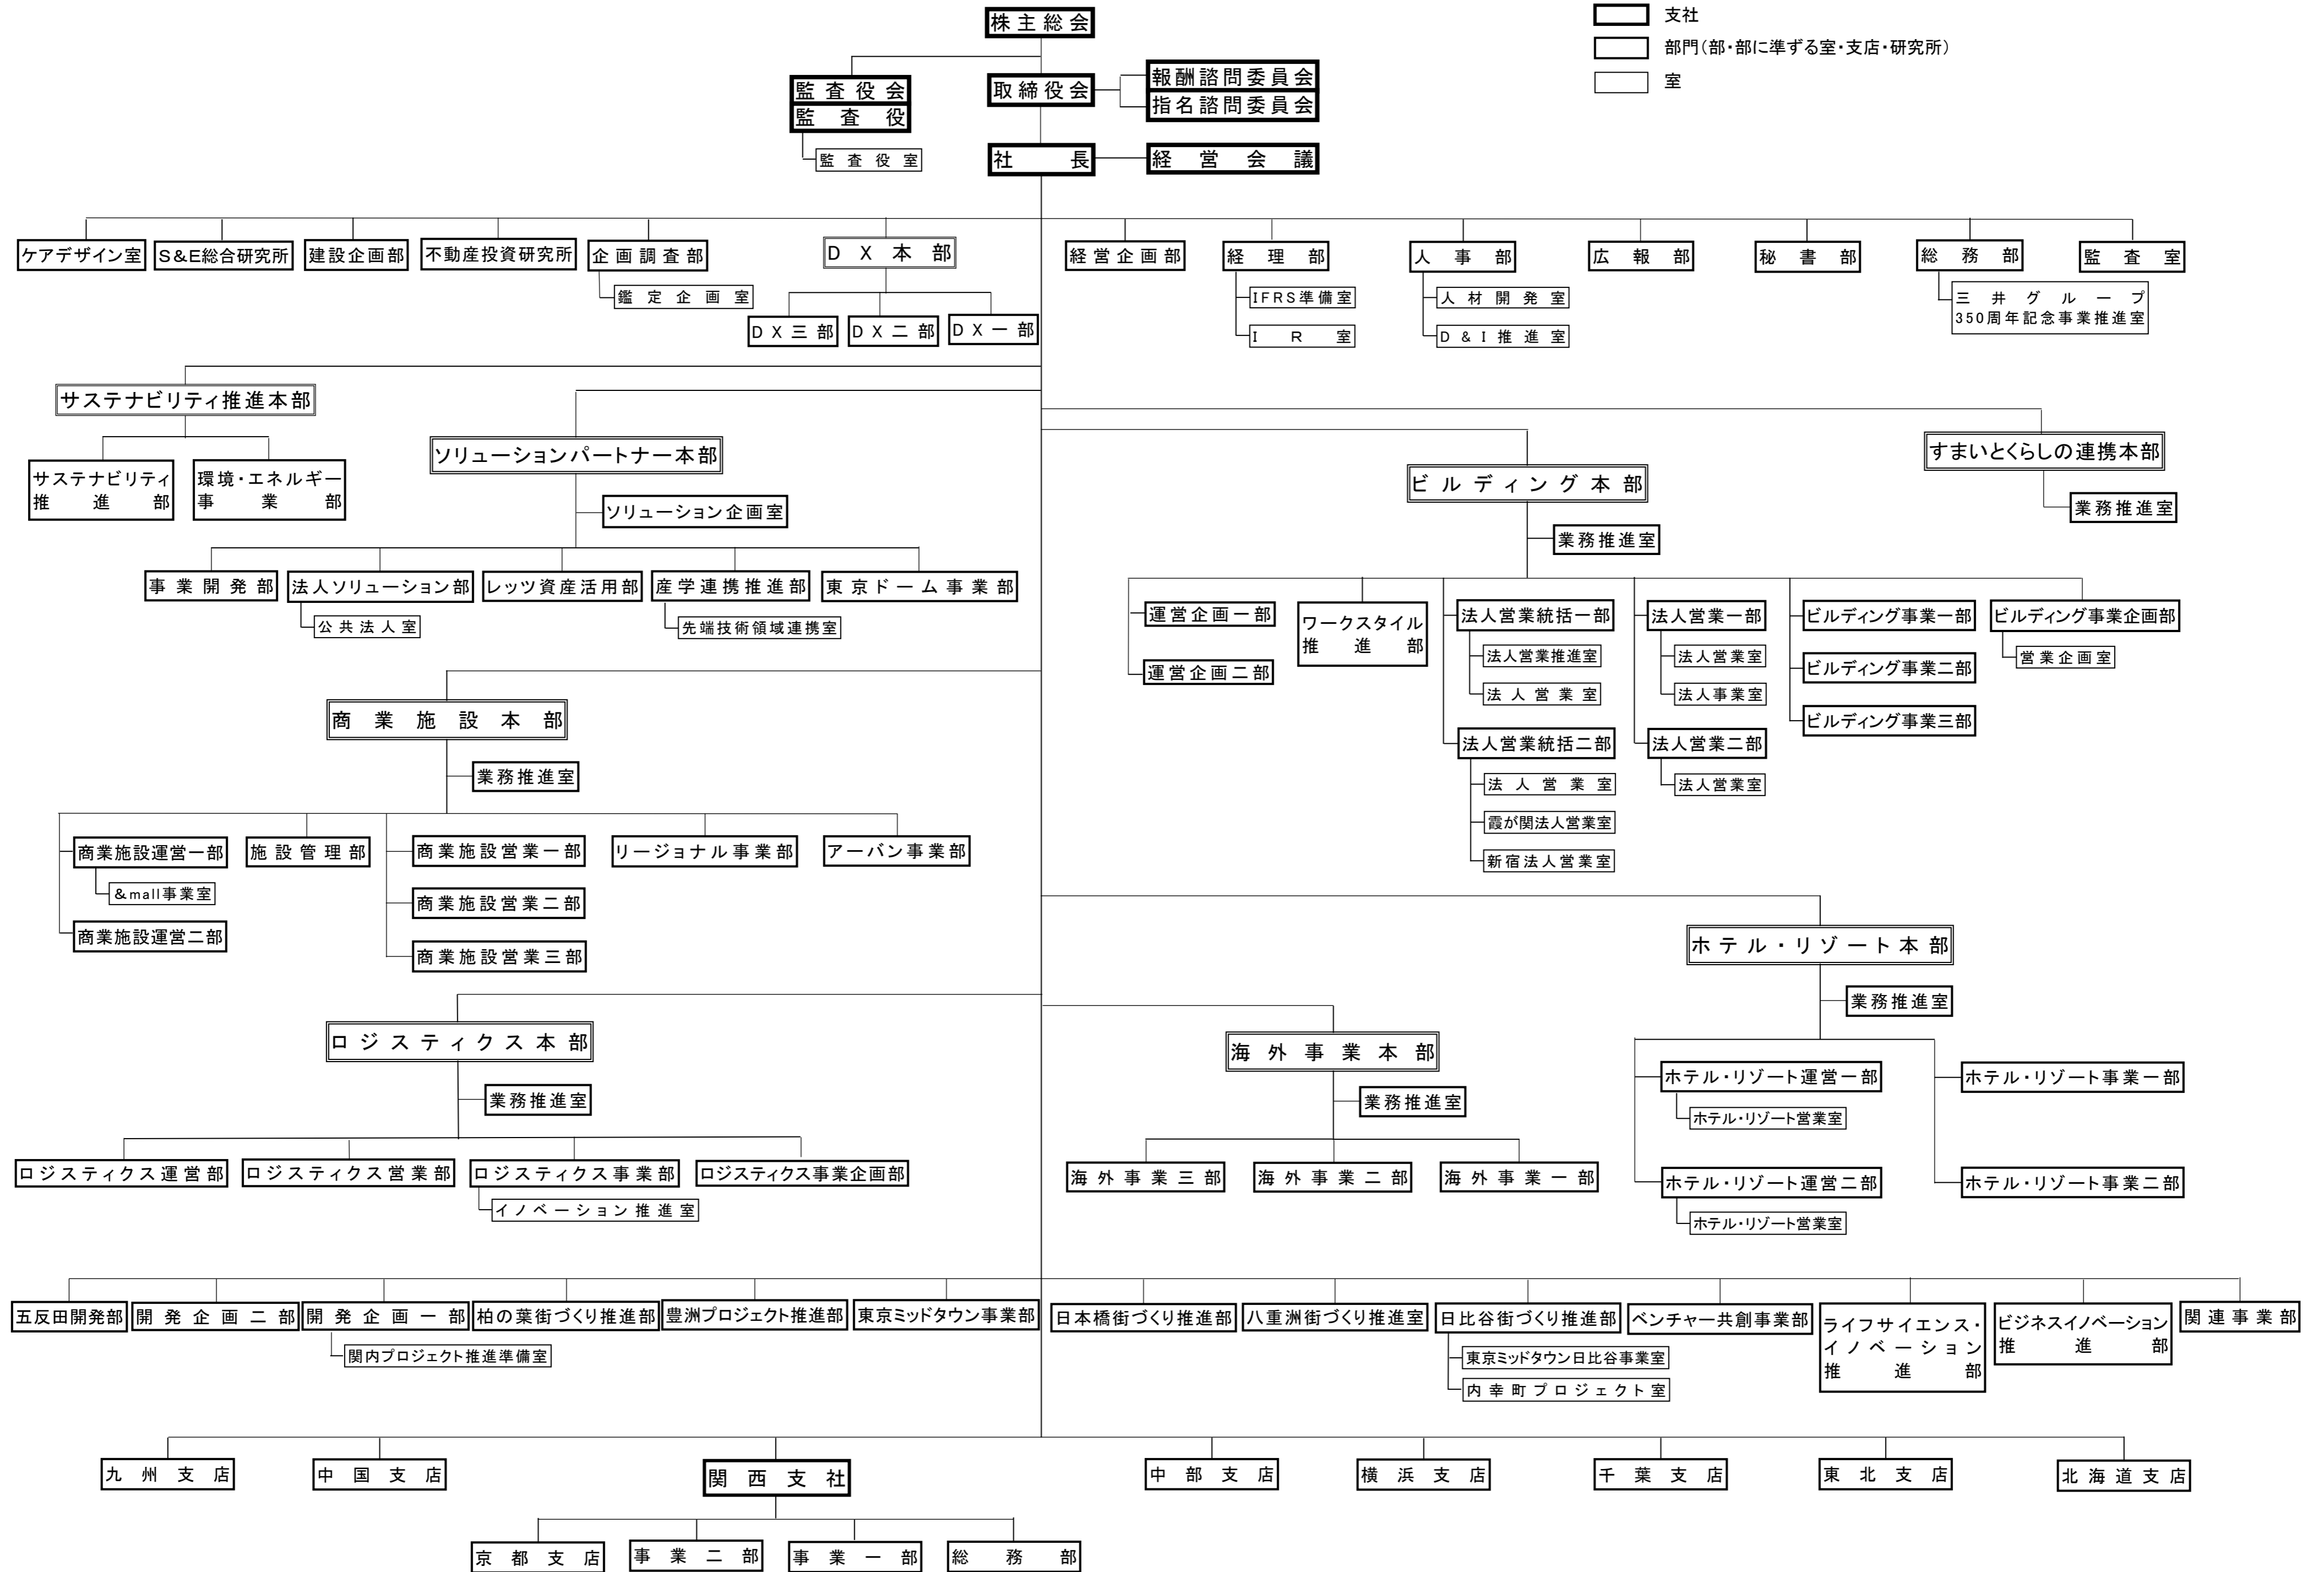 株主総会
支社
部門(部・部に準ずる室・支店・研究所)
室
監査役会
監査役
監査役室
取締役会
報酬諮問委員会
指名諮問委員会
社長
経営会議
ケアデザイン室
S&E総合研究所
建設企画部
不動産投資研究所
企画調査部
鑑定企画室
DX本部
DX三部
DX二部
DX一部
経営企画部
経理部
IFRS準備室
IR室
人事部
人材開発室
D&I推進室
広報部
秘書部
総務部
三井グループ
350周年記念事業推進室
監査室
サステナビリティ推進本部
サステナビリティ
推進部
環境・エネルギー
事業部
ソリューションパートナー本部
ソリューション企画室
事業開発部
法人ソリューション部
公共法人室
レッツ資産活用部
産学連携推進部
先端技術領域連携室
東京ドーム事業部
ビルディング本部
業務推進室
すまいとくらしの連携本部
業務推進室
運営企画一部
運営企画二部
ワークスタイル
推進部
法人営業統括一部
法人営業推進室
法人営業室
法人営業統括二部
法人営業室
霞が関法人営業室
新宿法人営業室
法人営業一部
法人営業室
法人事業室
法人営業二部
法人営業室
ビルディング事業一部
ビルディング事業二部
ビルディング事業三部
ビルディング事業企画部
営業企画室
商業施設本部
業務推進室
商業施設運営一部
&mall事業室
商業施設運営二部
施設管理部
商業施設営業一部
商業施設営業二部
商業施設営業三部
リージョナル事業部
アーバン事業部
ホテル・リゾート本部
業務推進室
ホテル・リゾート運営一部
ホテル・リゾート営業室
ホテル・リゾート運営二部
ホテル・リゾート営業室
ホテル・リゾート事業一部
ホテル・リゾート事業二部
ロジスティクス本部
業務推進室
ロジスティクス運営部
ロジスティクス営業部
ロジスティクス事業部
イノベーション推進室
ロジスティクス事業企画部
海外事業本部
業務推進室
海外事業三部
海外事業二部
海外事業一部
五反田開発部
開発企画二部
開発企画一部
関内プロジェクト推進準備室
柏の葉街づくり推進部
豊洲プロジェクト推進部
東京ミッドタウン事業部
日本橋街づくり推進部
八重洲街づくり推進室
日比谷街づくり推進部
東京ミッドタウン日比谷事業室
内幸町プロジェクト室
ベンチャー共創事業部
ライフサイエンス・
イノベーション
推進部
ビジネスイノベーション
推進部
関連事業部
九州支店
中国支店
関西支社
京都支店
事業二部
事業一部
総務部
中部支店
横浜支店
千葉支店
東北支店
北海道支店